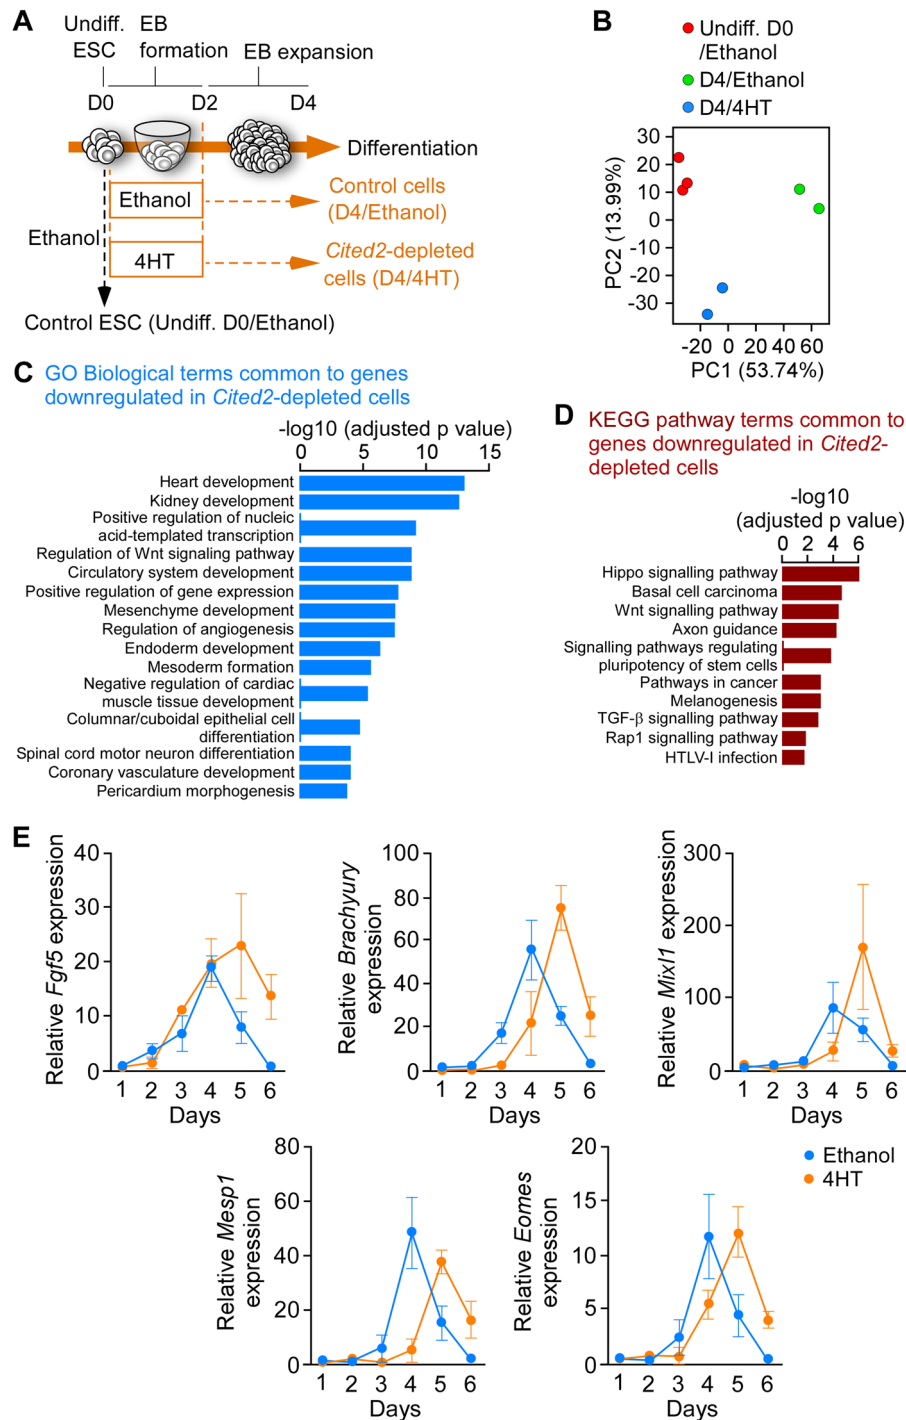 A
Undiff. EB
ESC formation EB expansion
D0 D2 D4
Differentiation
Ethanol
Control cells
(D4/Ethanol)
Ethanol
4HT
Cited2-depleted
cells (D4/4HT)
Control ESC (Undiff. D0/Ethanol)
B
Undiff. D0
/Ethanol
D4/Ethanol
D4/4HT
PC2 (13.99%)
30
20
10
0
-10
-20
-30
-20 0 20 40 60
PC1 (53.74%)
C GO Biological terms common to genes
downregulated in Cited2-depleted cells
-log10 (adjusted p value)
0 5 10 15
Heart development
Kidney development
Positive regulation of nucleic
acid-templated transcription
Regulation of Wnt signaling pathway
Circulatory system development
Positive regulation of gene expression
Mesenchyme development
Regulation of angiogenesis
Endoderm development
Mesoderm formation
Negative regulation of cardiac
muscle tissue development
Columnar/cuboidal epithelial cell
differentiation
Spinal cord motor neuron differentiation
Coronary vasculature development
Pericardium morphogenesis
D KEGG pathway terms common to
genes downregulated in Cited2-
depleted cells
-log10
(adjusted p value)
0 2 4 6
Hippo signalling pathway
Basal cell carcinoma
Wnt signalling pathway
Axon guidance
Signalling pathways regulating
pluripotency of stem cells
Pathways in cancer
Melanogenesis
TGF-β signalling pathway
Rap1 signalling pathway
HTLV-I infection
E
Relative Fgf5 expression
40
30
20
10
0
1 2 3 4 5 6
Days
Relative Brachyury
expression
100
80
60
40
20
0
1 2 3 4 5 6
Days
Relative Mixl1 expression
300
200
100
0
1 2 3 4 5 6
Days
Relative Mesp1
expression
80
60
40
20
0
1 2 3 4 5 6
Days
Relative Eomes
expression
20
15
10
5
0
1 2 3 4 5 6
Days
Ethanol
4HT